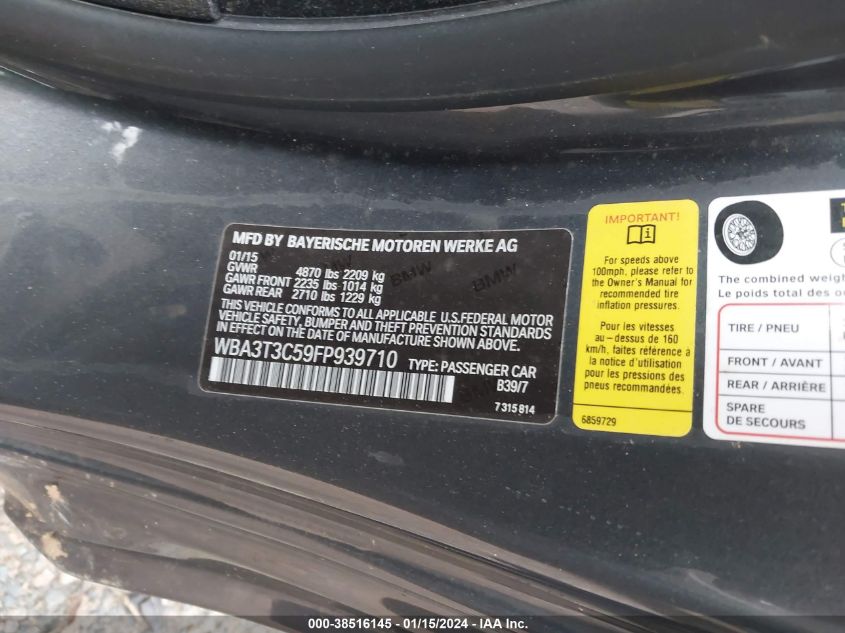 MFD BY BAYERISCHE MOTOREN WERKE AG
01/15
GVWR 4870 lbs 2209 kg
GAWR FRONT 2235 lbs 1014 kg
GAWR REAR 2710 lbs 1229 kg
BMW BMW
THIS VEHICLE CONFORMS TO ALL APPLICABLE U.S.FEDERAL MOTOR
VEHICLE SAFETY, BUMPER AND THEFT PREVENTION STANDARDS
IN EFFECT ON THE DATE OF MANUFACTURE SHOWN ABOVE.
WBA3T3C59FP939710 TYPE: PASSENGER CAR
B39/7
7 315 814
IMPORTANT!
For speeds above
100mph, please refer to
the Owner's Manual for
recommended tire
inflation pressures.
Pour les vitesses
au-dessus de 160
km/h, faire référence à
la notice d'utilisation
pour les pressions des
pneus recommandées.
6859729
The combined weigh
Le poids total des o
TIRE / PNEU
FRONT / AVANT
REAR / ARRIÈRE
SPARE
DE SECOURS
000-38516145 - 01/15/2024 - IAAI.COM